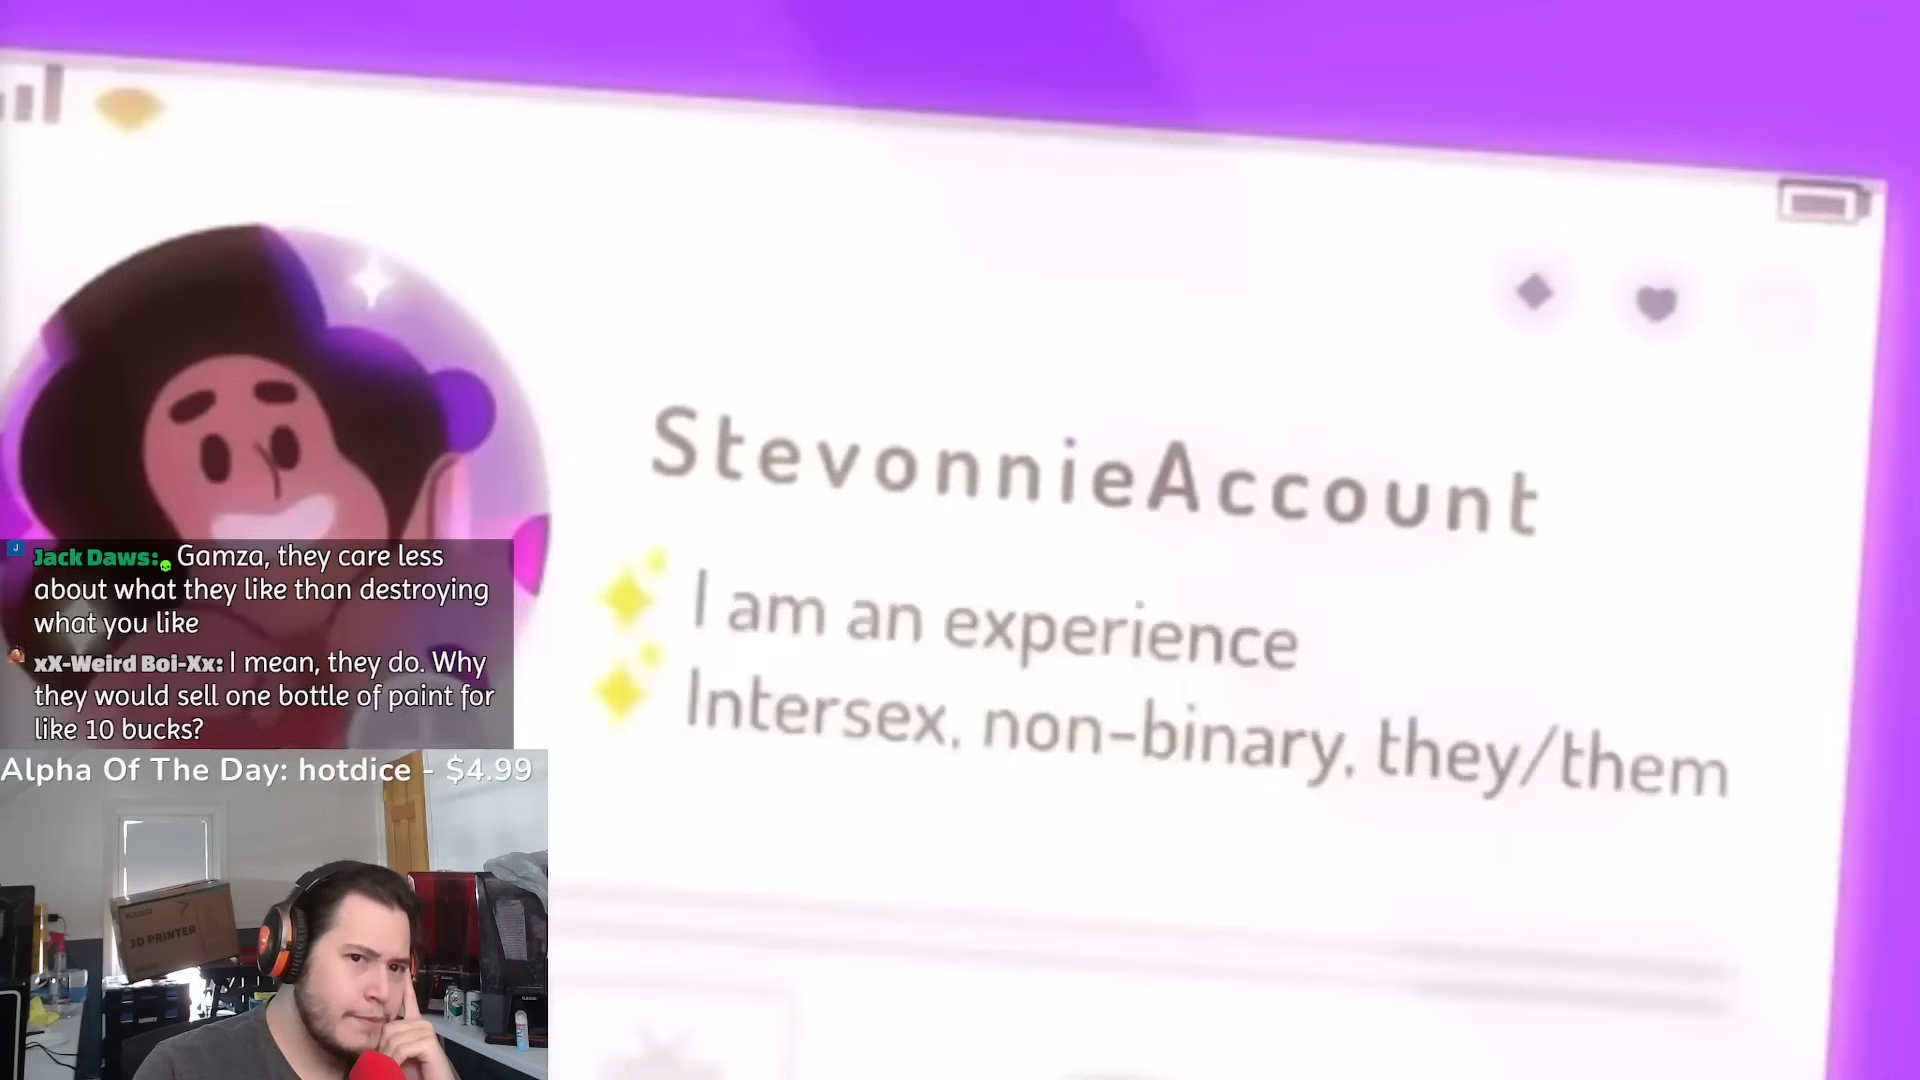 StevonnieAccount
I am an experience
Intersex, non-binary, they/them
Jack Daws: Gamza, they care less
about what they like than destroying
what you like
xX-Weird Boi-Xx: I mean, they do. Why
they would sell one bottle of paint for
like 10 bucks?
Alpha Of The Day: hotdice - $4.99
3D PRINTER